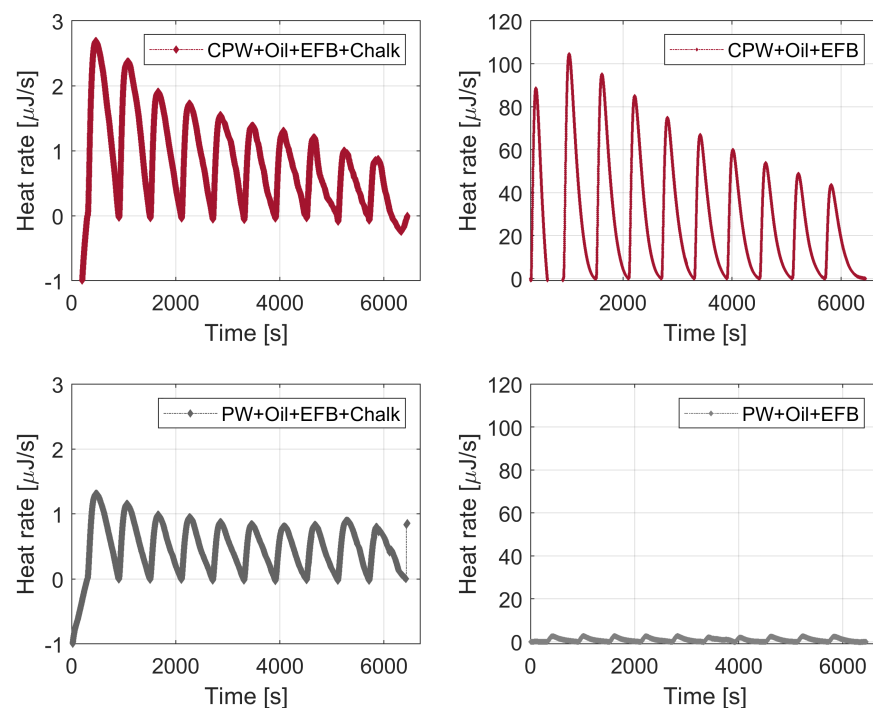 3
2
1
0
-1
Heat rate [μJ/s]
CPW+Oil+EFB+Chalk
0 2000 4000 6000
Time [s]
120
100
80
60
40
20
0
Heat rate [μJ/s]
CPW+Oil+EFB
2000 4000 6000
Time [s]
3
2
1
0
-1
Heat rate [μJ/s]
PW+Oil+EFB+Chalk
0 2000 4000 6000
Time [s]
120
100
80
60
40
20
0
Heat rate [μJ/s]
PW+Oil+EFB
0 2000 4000 6000
Time [s]